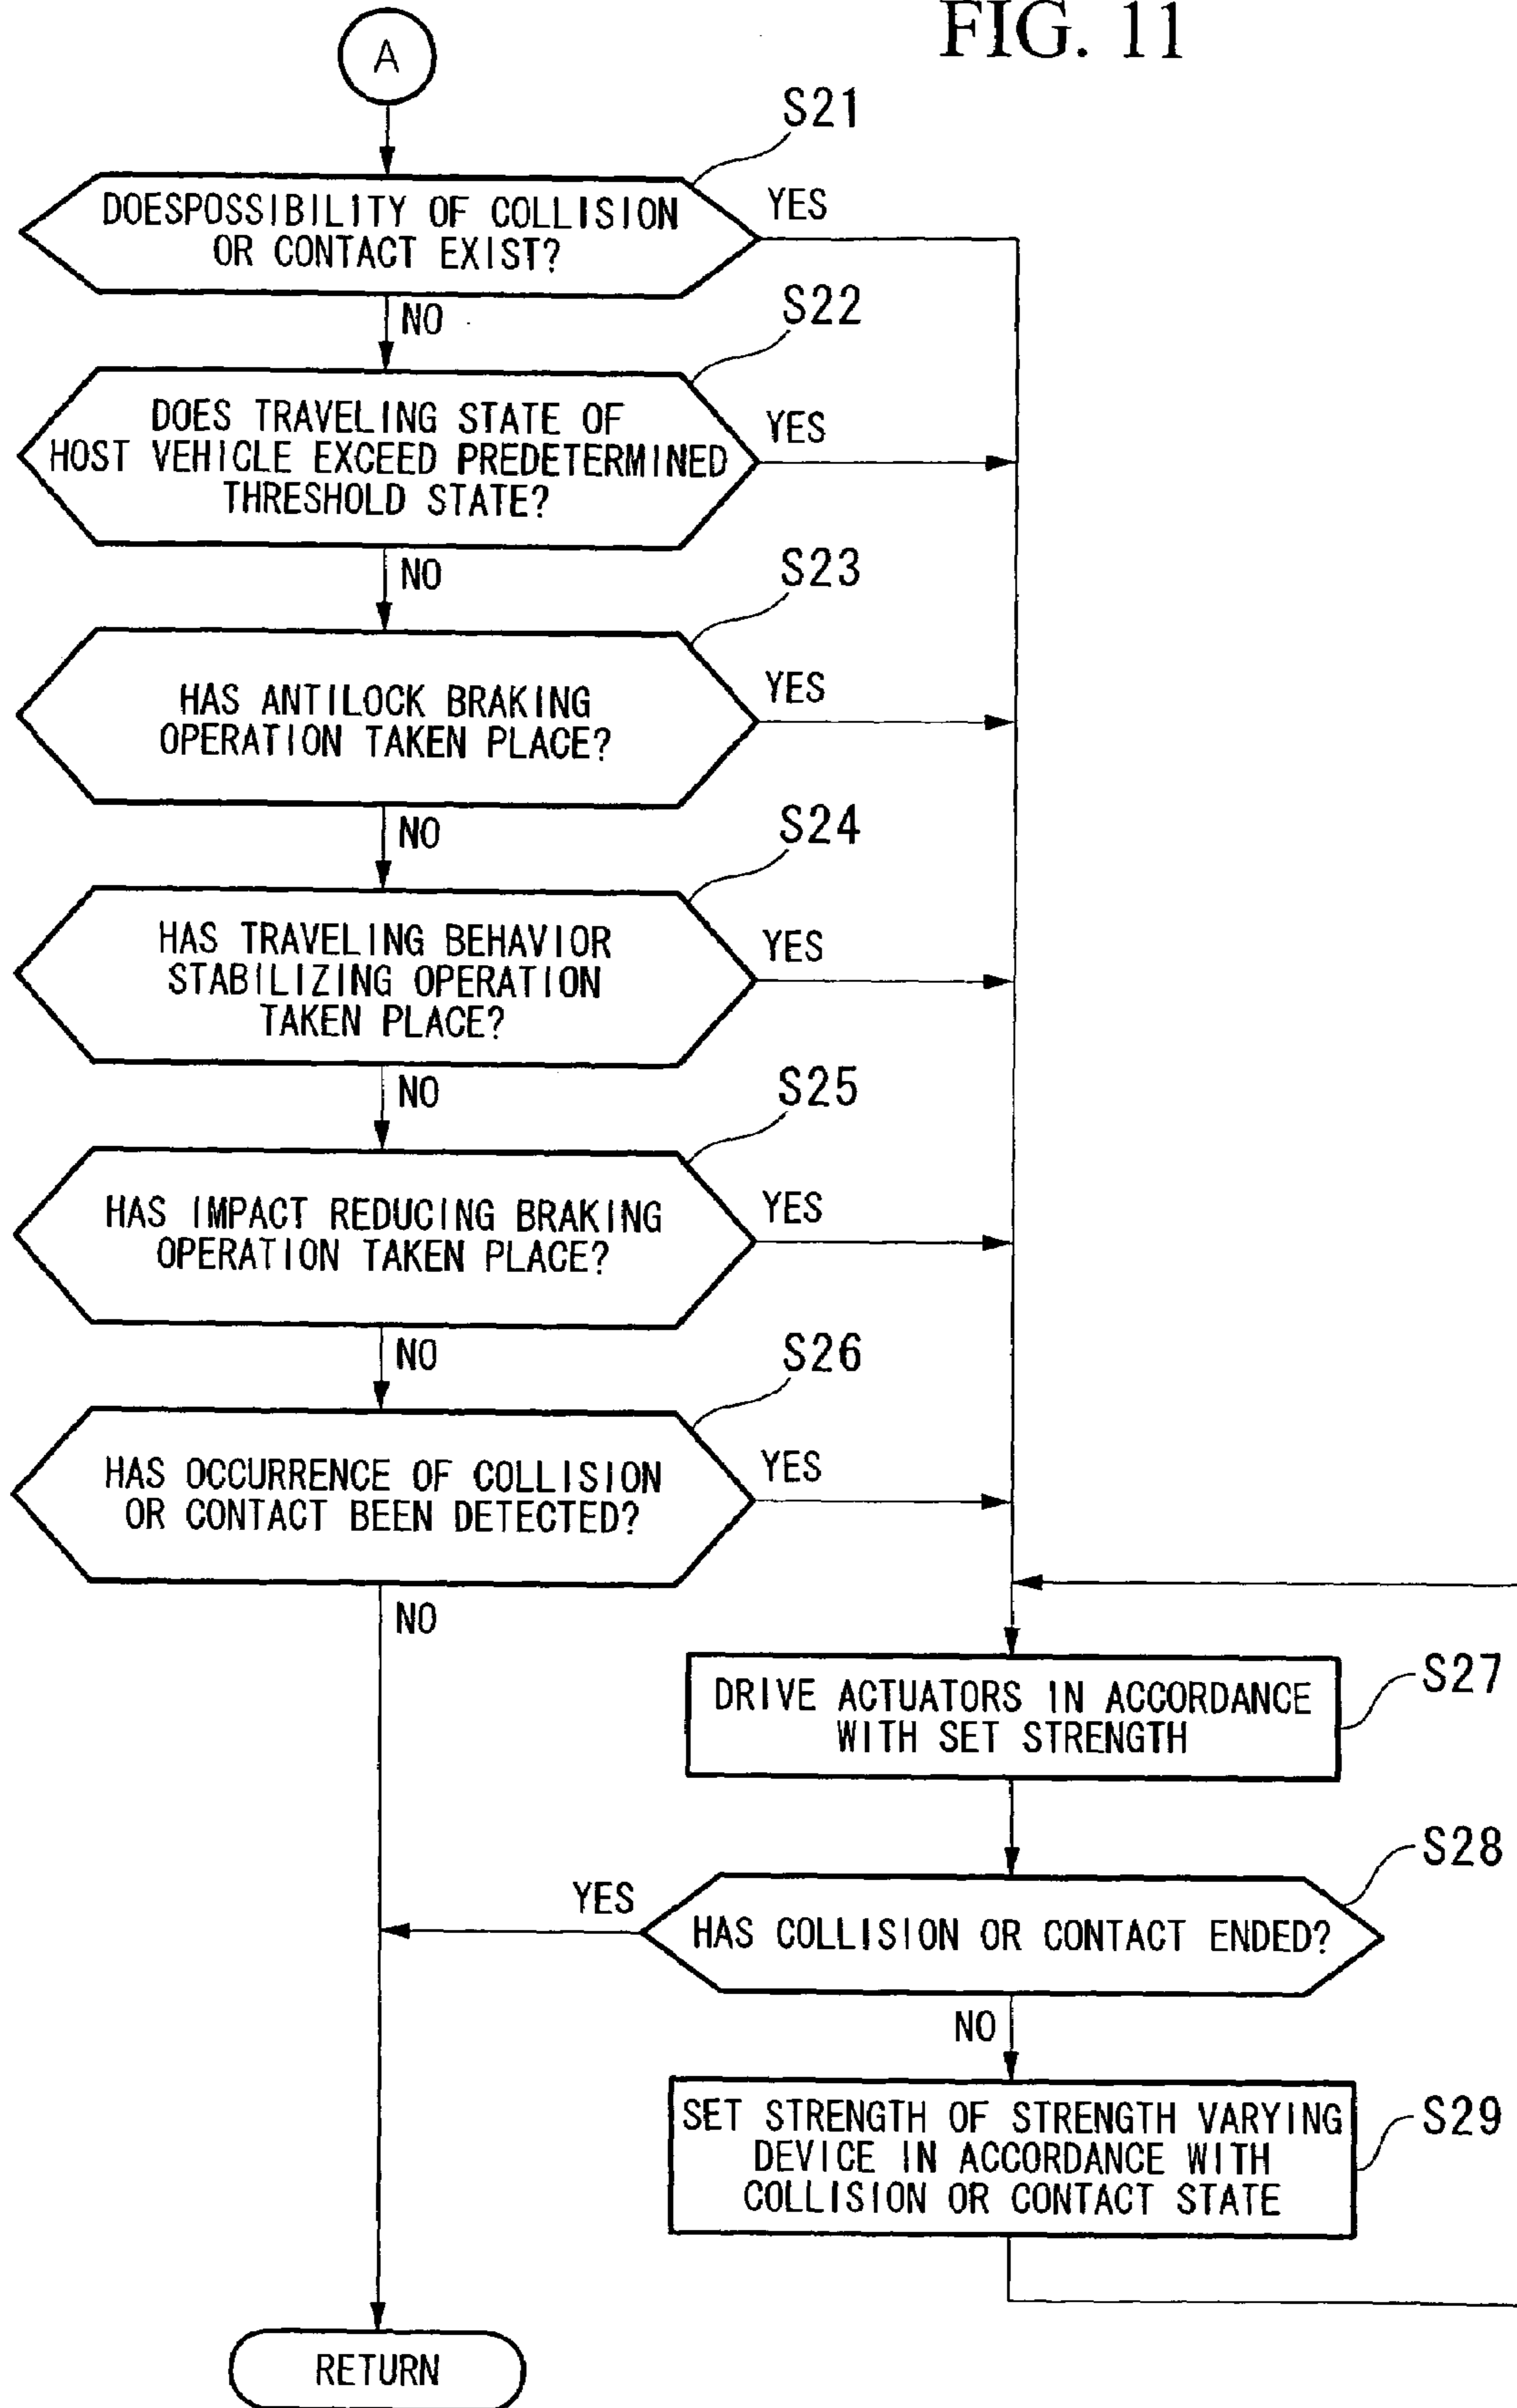 FIG. 11
A
S21
DOESPOSSIBILITY OF COLLISION
OR CONTACT EXIST?
YES
NO
S22
DOES TRAVELING STATE OF
HOST VEHICLE EXCEED PREDETERMINED
THRESHOLD STATE?
YES
NO
S23
HAS ANTILOCK BRAKING
OPERATION TAKEN PLACE?
YES
NO
S24
HAS TRAVELING BEHAVIOR
STABILIZING OPERATION
TAKEN PLACE?
YES
NO
S25
HAS IMPACT REDUCING BRAKING
OPERATION TAKEN PLACE?
YES
NO
S26
HAS OCCURRENCE OF COLLISION
OR CONTACT BEEN DETECTED?
YES
NO
S27
DRIVE ACTUATORS IN ACCORDANCE
WITH SET STRENGTH
S28
HAS COLLISION OR CONTACT ENDED?
YES
NO
S29
SET STRENGTH OF STRENGTH VARYING
DEVICE IN ACCORDANCE WITH
COLLISION OR CONTACT STATE
RETURN